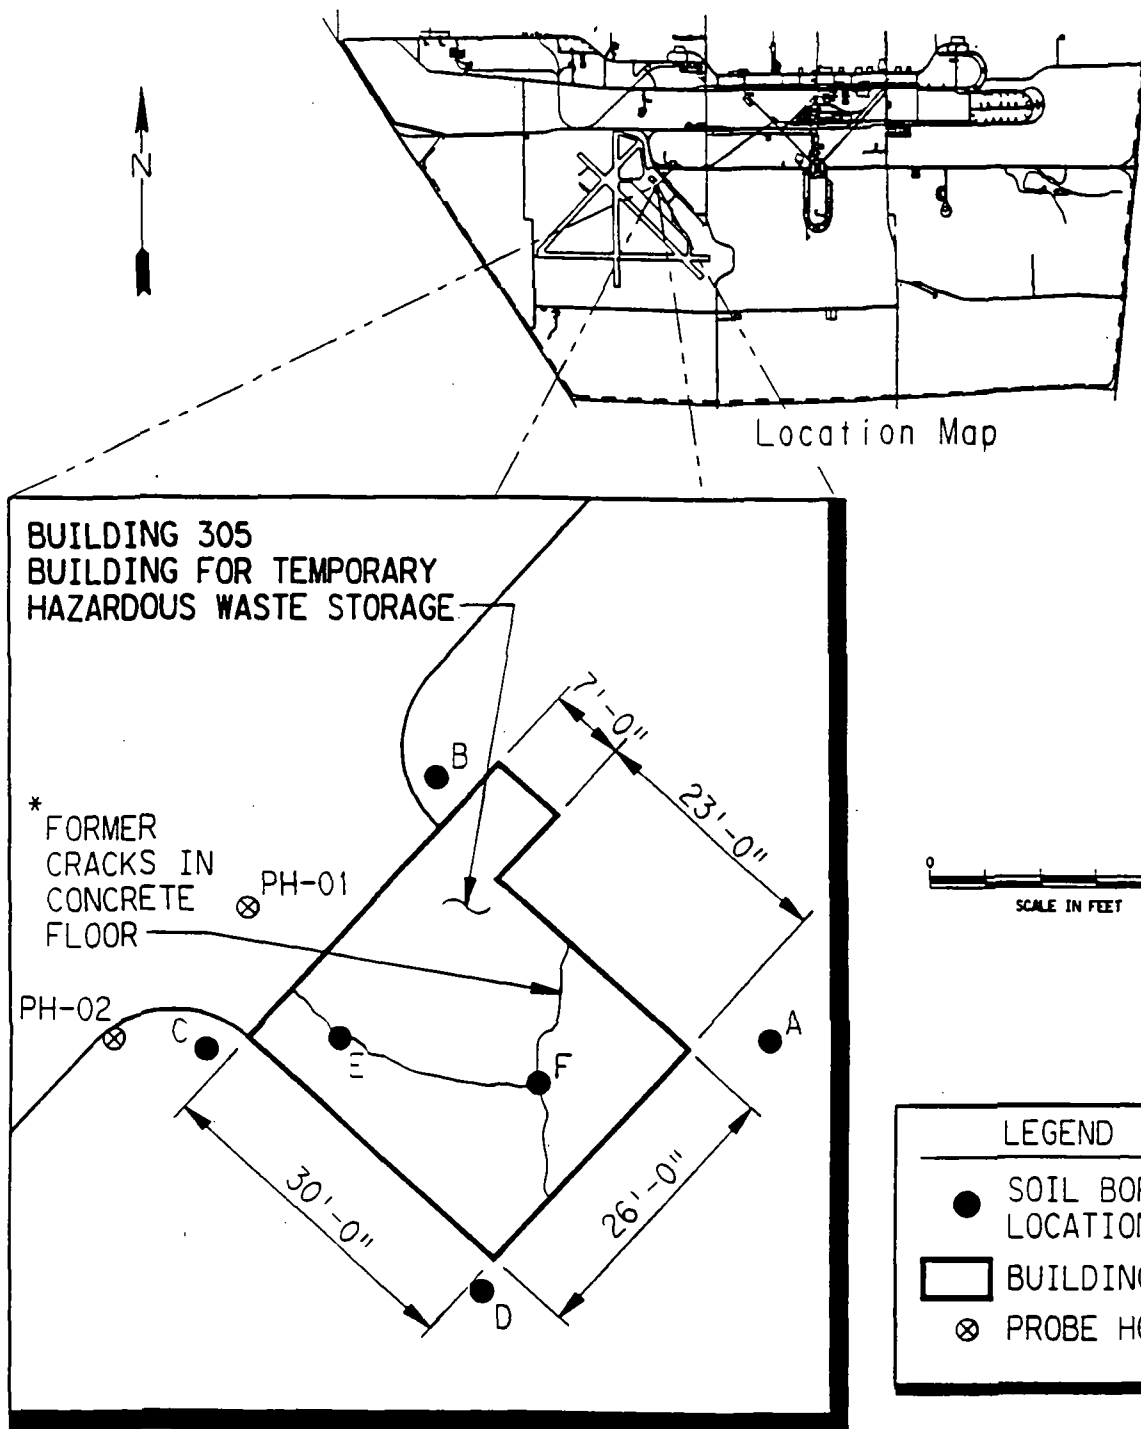 N
Location Map
BUILDING 305
BUILDING FOR TEMPORARY
HAZARDOUS WASTE STORAGE
7'-0"
B
23'-0"
*
FORMER
CRACKS IN
CONCRETE
FLOOR
PH-01
0
SCALE IN FEET
PH-02
C
E
F
A
30'-0"
26'-0"
D
LEGEND
SOIL BOR
LOCATION
BUILDING
PROBE HO